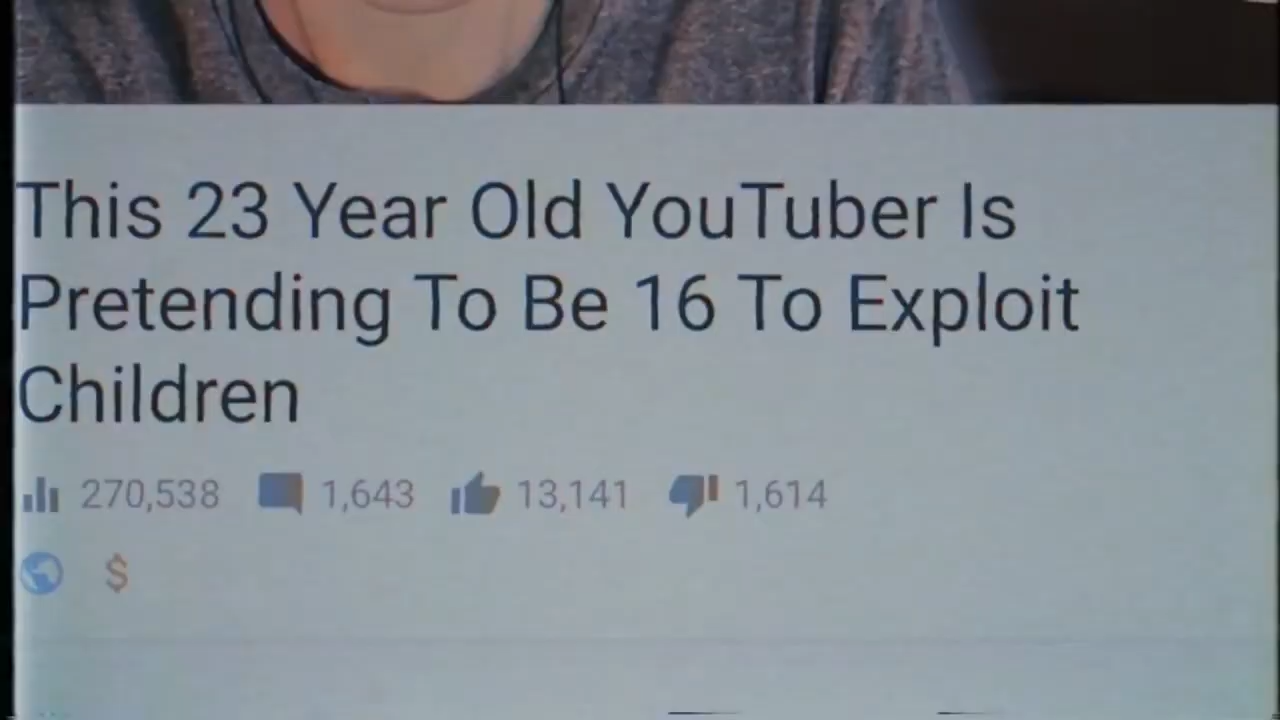 This 23 Year Old YouTuber Is
Pretending To Be 16 To Exploit
Children
270,538 1,643 13,141 1,614
$